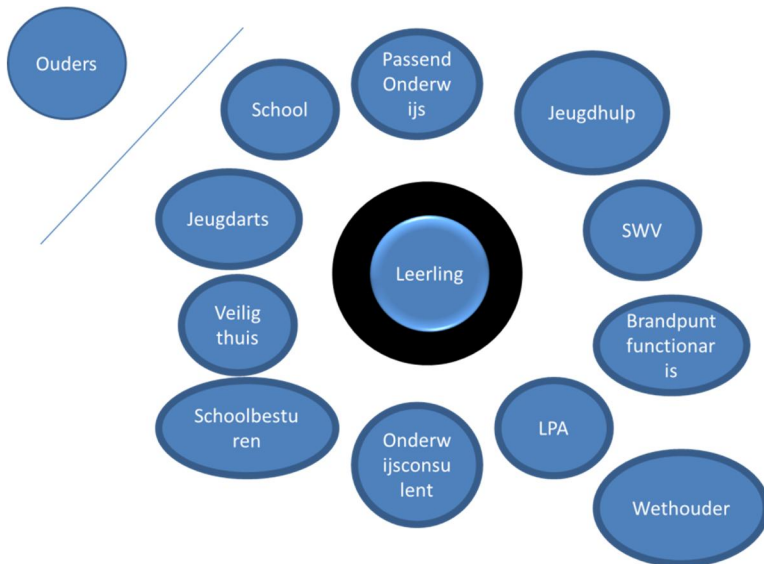 Ouders
School
Passend
Onderw
ijs
Jeugdhulp
Jeugdarts
SWV
Leerling
Veilig
thuis
Brandpunt
functionar
is
Schoolbestu
ren
Onderw
ijsconsu
lent
LPA
Wethouder